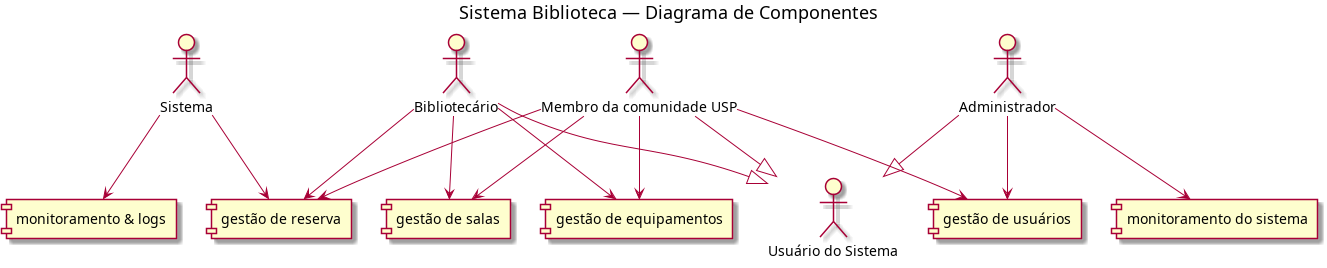 Sistema Biblioteca — Diagrama de Componentes
Sistema
Bibliotecário
Membro da comunidade USP
Administrador
monitoramento & logs
gestão de reserva
gestão de salas
gestão de equipamentos
Usuário do Sistema
gestão de usuários
monitoramento do sistema